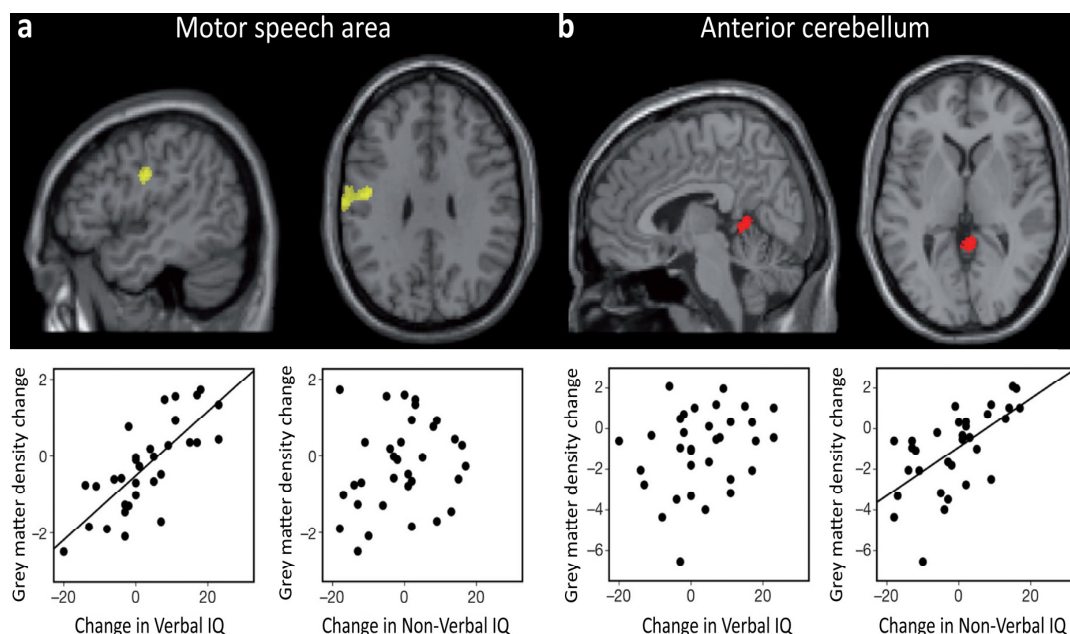 a Motor speech area
b Anterior cerebellum
Grey matter density change
2
0
−2
−20 0 20
Change in Verbal IQ
Grey matter density change
2
0
−2
−20 0 20
Change in Non-Verbal IQ
Grey matter density change
2
0
−2
−4
−6
−20 0 20
Change in Verbal IQ
Grey matter density change
2
0
−2
−4
−6
−20 0 20
Change in Non-Verbal IQ